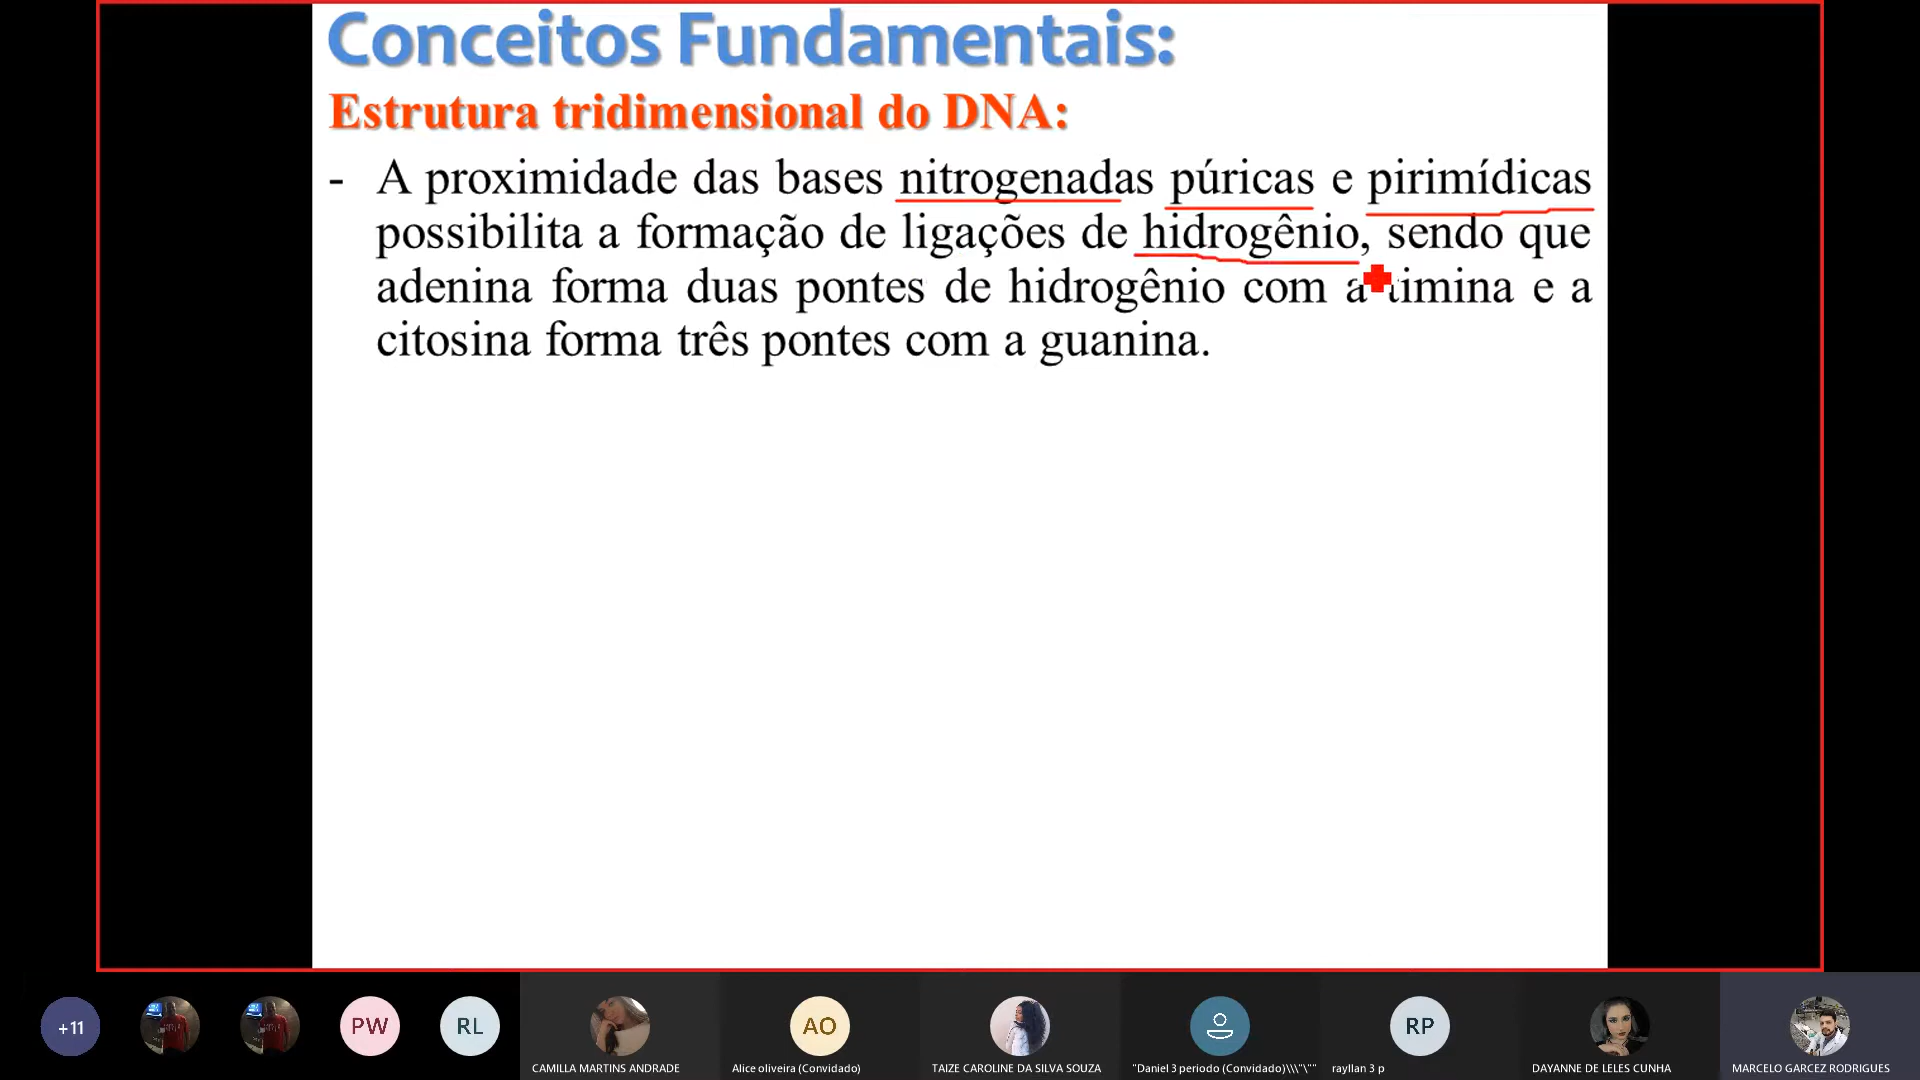 Conceitos Fundamentais:
Estrutura tridimensional do DNA:
- A proximidade das bases nitrogenadas púricas e pirimídicas
possibilita a formação de ligações de hidrogênio, sendo que
adenina forma duas pontes de hidrogênio com a timina e a
citosina forma três pontes com a guanina.
+11
PW
RL
AO
RP
CAMILLA MARTINS ANDRADE
Alice oliveira (Convidado)
TAIZE CAROLINE DA SILVA SOUZA
"Daniel 3 periodo (Convidado)\\\"\""
rayllan 3 p
DAYANNE DE LELES CUNHA
MARCELO GARCEZ RODRIGUES